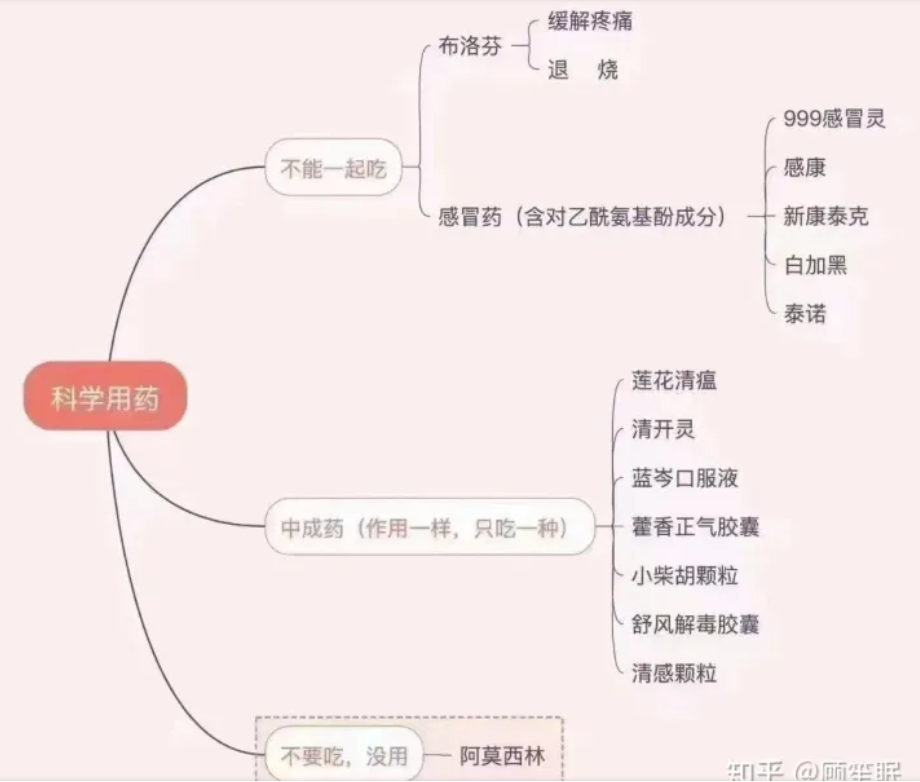 布洛芬
缓解疼痛
退 烧
不能一起吃
感冒药（含对乙酰氨基酚成分）
999感冒灵
感康
新康泰克
白加黑
泰诺
科学用药
中成药（作用一样，只吃一种）
莲花清瘟
清开灵
蓝岑口服液
藿香正气胶囊
小柴胡颗粒
舒风解毒胶囊
清感颗粒
不要吃，没用
阿莫西林
知乎 @顾笙眠